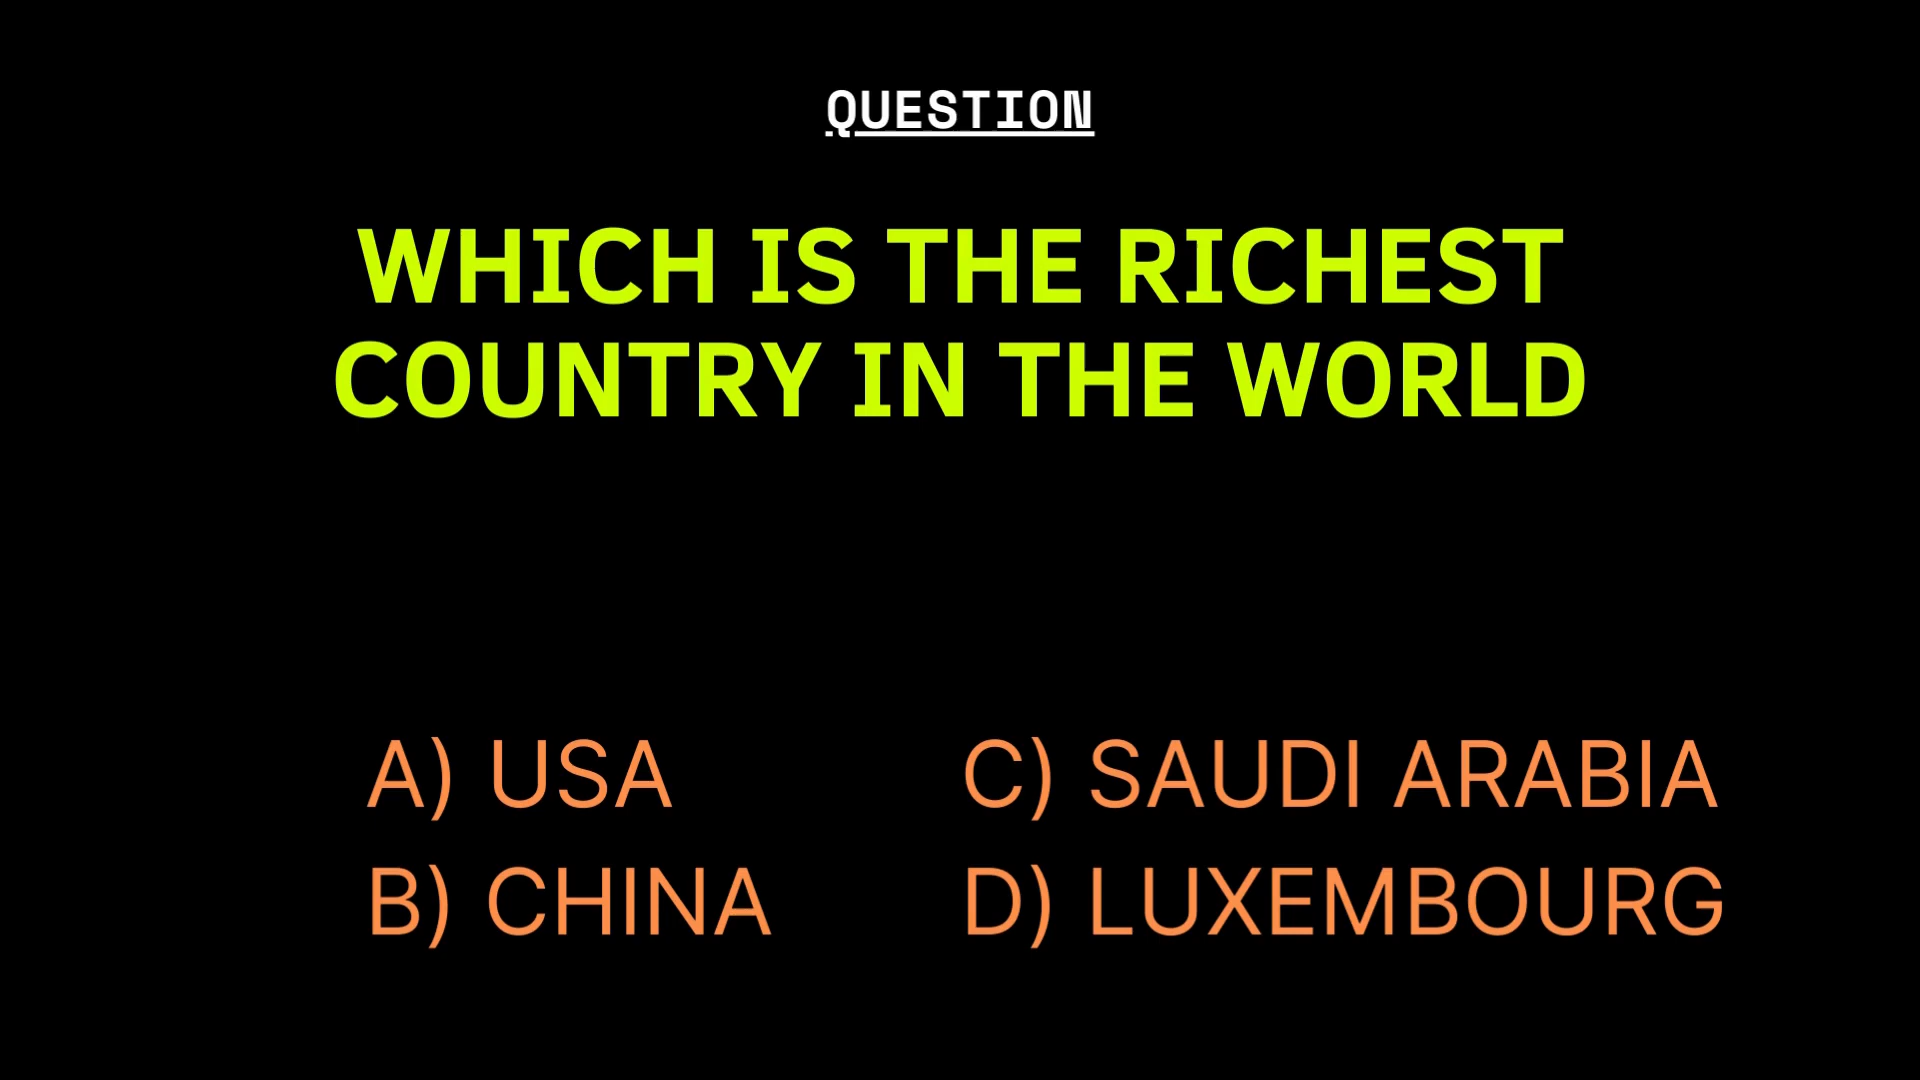 QUESTION
WHICH IS THE RICHEST
COUNTRY IN THE WORLD
A) USA
B) CHINA
C) SAUDI ARABIA
D) LUXEMBOURG